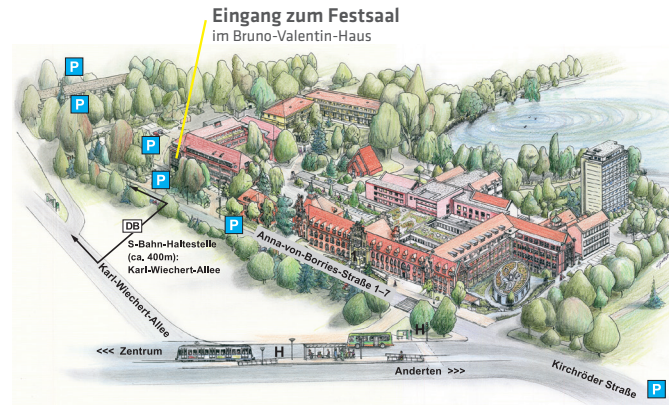 Eingang zum Festsaal
im Bruno-Valentin-Haus
P
P
P
P
P
DB
S-Bahn-Haltestelle
(ca. 400m):
Karl-Wiechert-Allee
Anna-von-Borries-Straße 1–7
Karl-Wiechert-Allee
H
<<< Zentrum
H
Anderten >>>
Kirchröder Straße
P